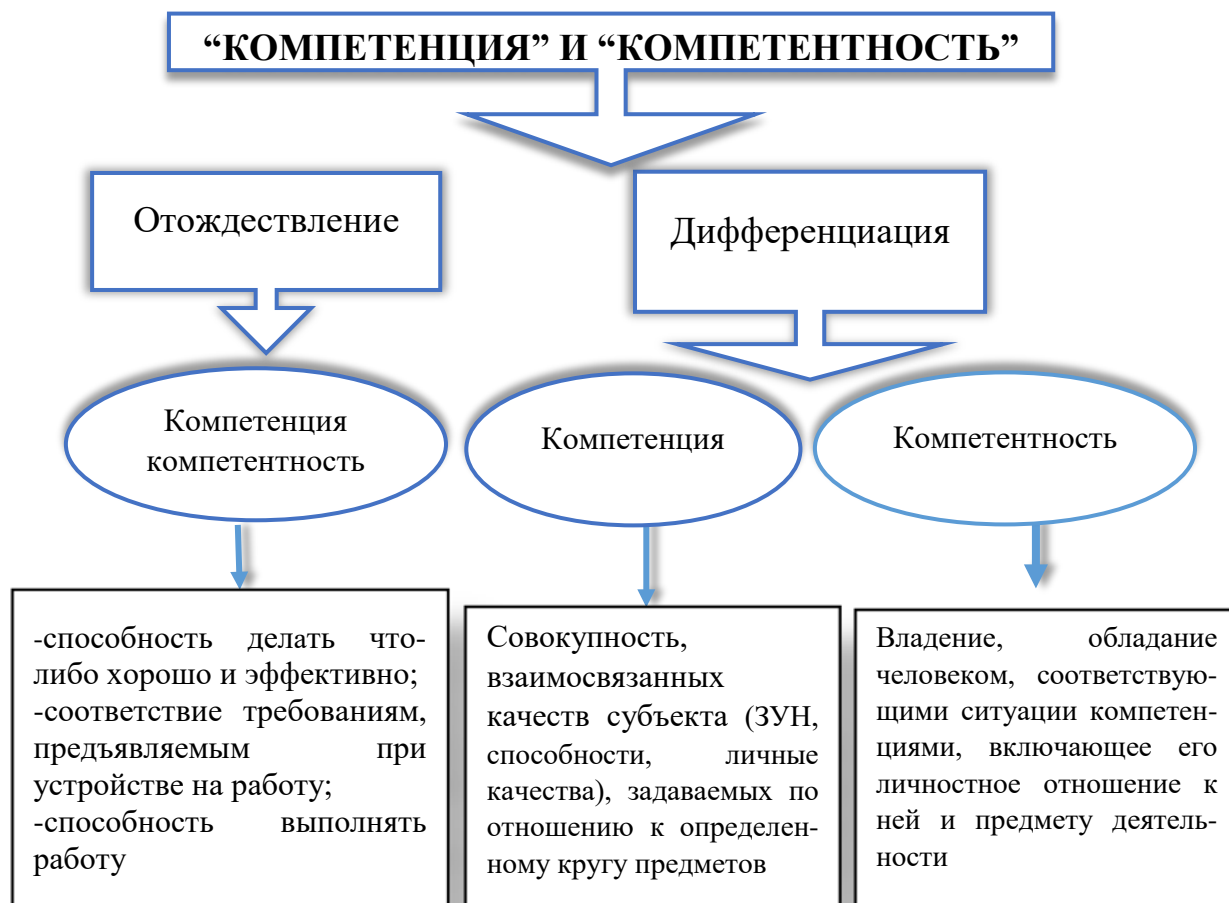 “КОМПЕТЕНЦИЯ” И “КОМПЕТЕНТНОСТЬ”
Отождествление
Дифференциация
Компетенция
компетентность
Компетенция
Компетентность
-способность делать что-
либо хорошо и эффективно;
-соответствие требованиям,
предъявляемым при
устройстве на работу;
-способность выполнять
работу
Совокупность,
взаимосвязанных
качеств субъекта (ЗУН,
способности, личные
качества), задаваемых по
отношению к определен-
ному кругу предметов
Владение, обладание
человеком, соответствую-
щими ситуации компетен-
циями, включающее его
личностное отношение к
ней и предмету деятель-
ности